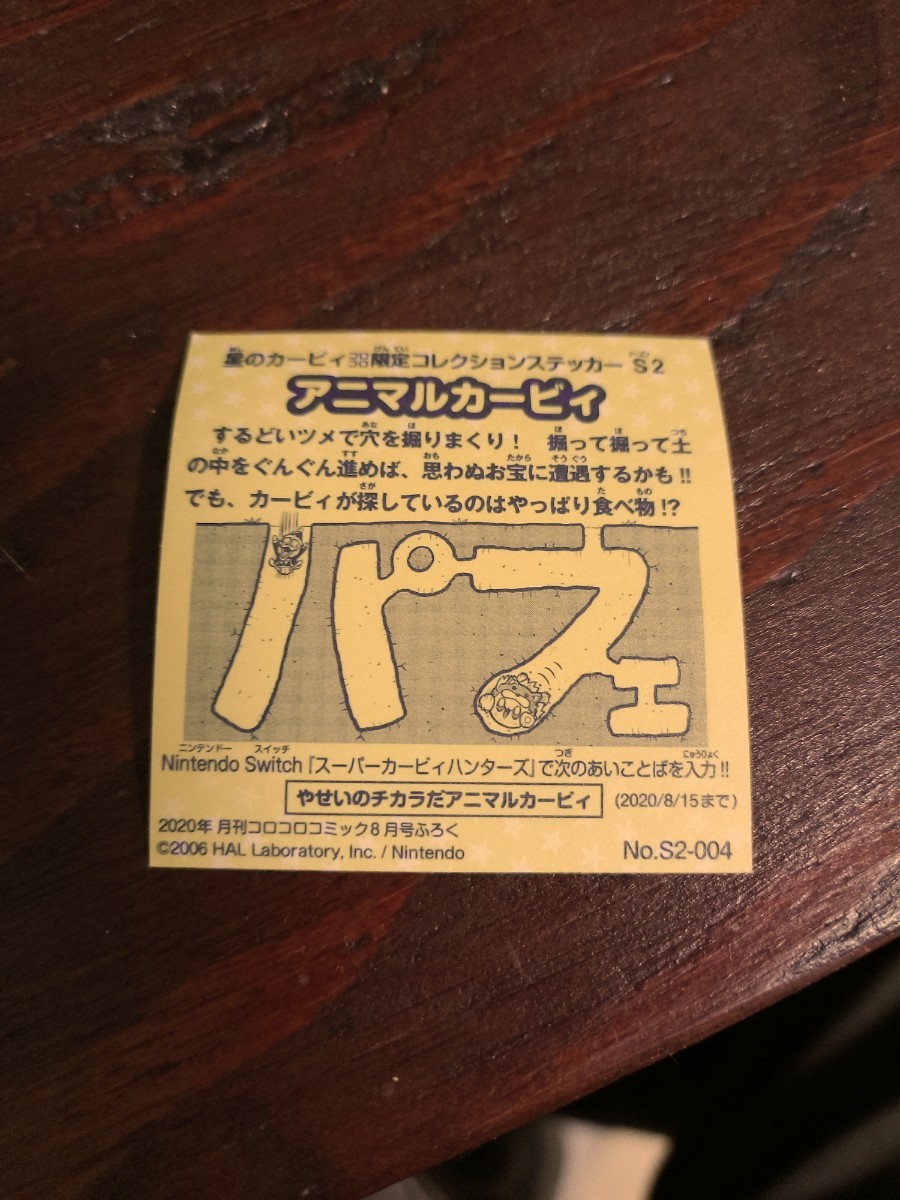 星のカービィコロコロ限定コレクションステッカー S2
アニマルカービィ
するどいツメで穴を掘りまくり! 掘って掘って土
の中をぐんぐん進めば、思わぬお宝に遭遇するかも!!
でも、カービィが探しているのはやっぱり食べ物!?
パフェ
Nintendo Switch『スーパーカービィハンターズ』で次のあいことばを入力!!
やせいのチカラだアニマルカービィ (2020/8/15まで)
2020年 月刊コロコロコミック8月号ふろく
©2006 HAL Laboratory, Inc. / Nintendo No.S2-004